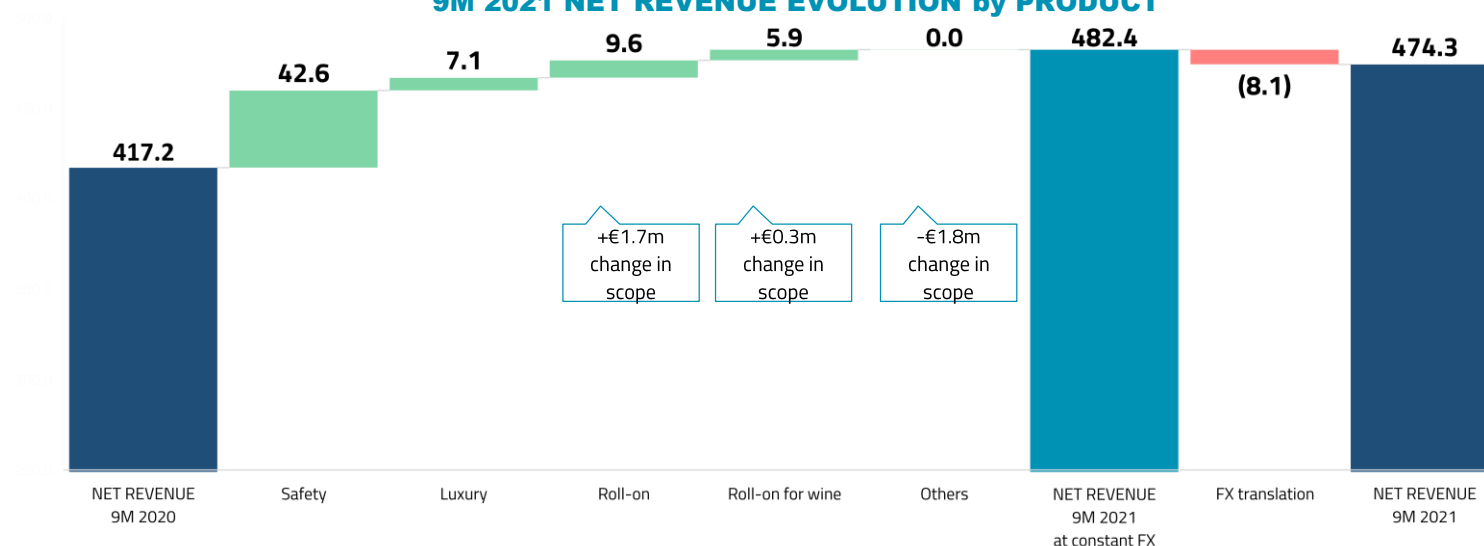 9M 2021 NET REVENUE EVOLUTION by PRODUCT
417.2
42.6
7.1
9.6
5.9
0.0
482.4
(8.1)
474.3
+€1.7m
change in
scope
+€0.3m
change in
scope
-€1.8m
change in
scope
NET REVENUE
9M 2020
Safety
Luxury
Roll-on
Roll-on for wine
Others
NET REVENUE
9M 2021
at constant FX
FX translation
NET REVENUE
9M 2021